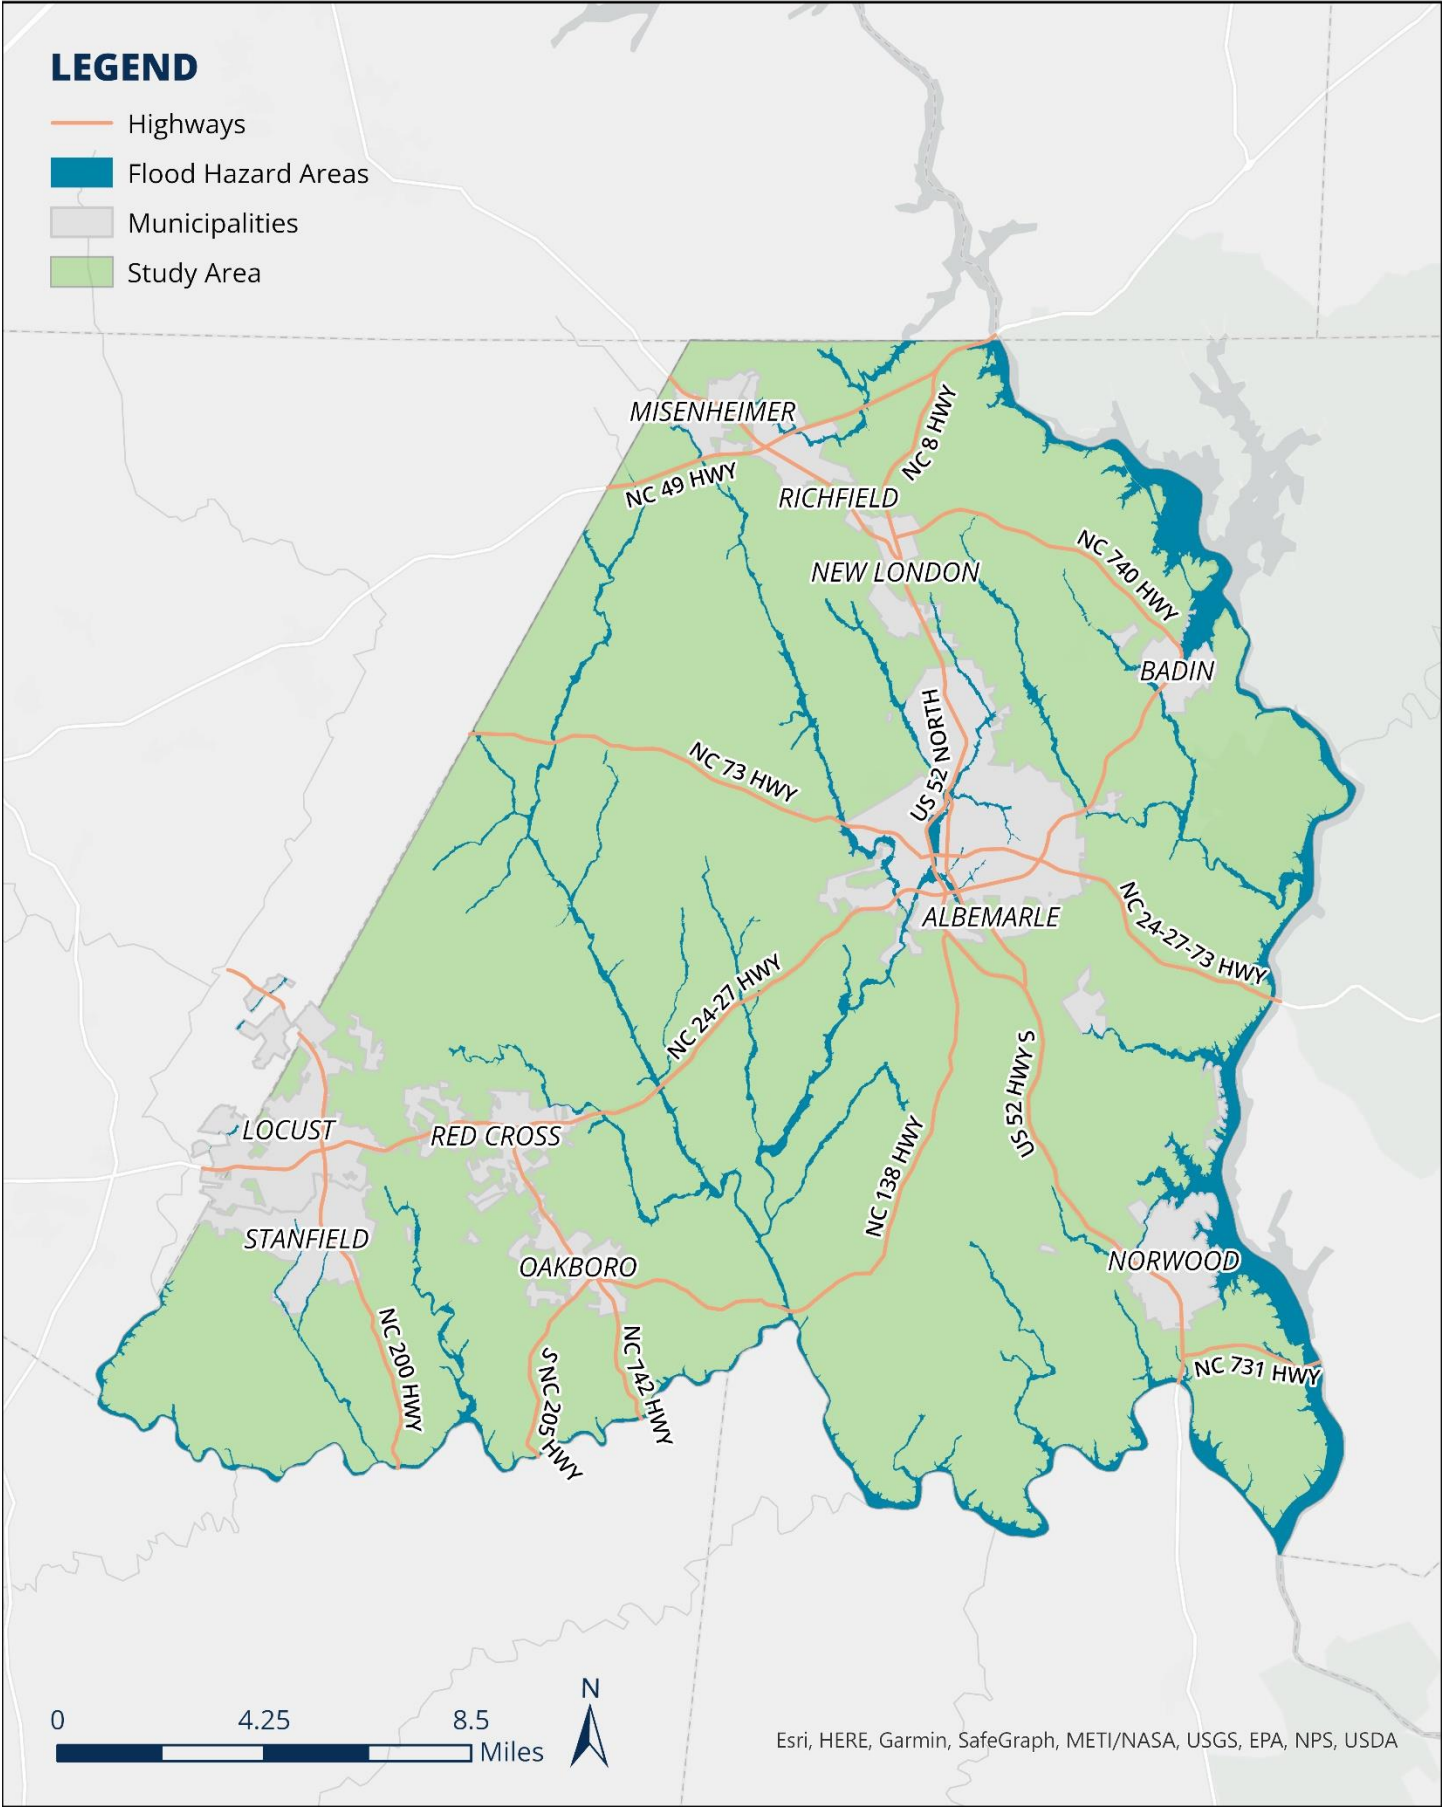 LEGEND
Highways
Flood Hazard Areas
Municipalities
Study Area
MISENHEIMER
NC 8 HWY
NC 49 HWY
RICHFIELD
NEW LONDON
NC 740 HWY
BADIN
US 52 NORTH
NC 73 HWY
ALBEMARLE
NC 24-27-73 HWY
NC 24-27 HWY
US 52 HWY S
LOCUST
RED CROSS
NC 138 HWY
STANFIELD
OAKBORO
NORWOOD
NC 200 HWY
S NC 205 HWY
NC 742 HWY
NC 731 HWY
0 4.25 8.5
Miles
N
Esri, HERE, Garmin, SafeGraph, METI/NASA, USGS, EPA, NPS, USDA